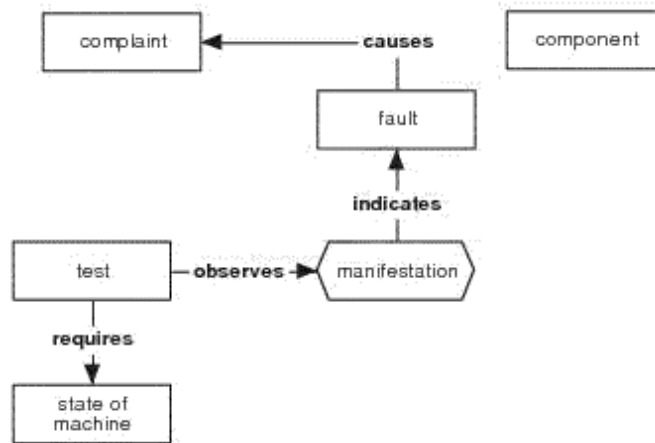 complaint
causes
component
fault
indicates
test
observes
manifestation
requires
state of
machine